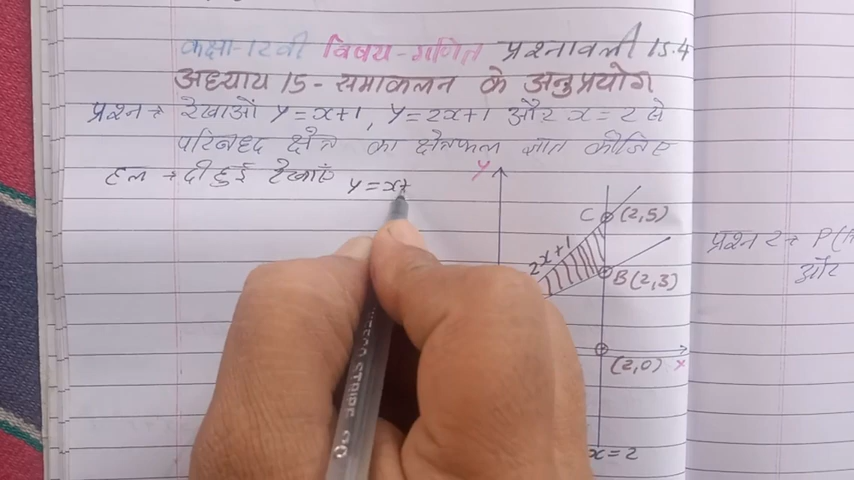 कक्षा-12वीं विषय-गणित प्रश्नावली 15.4
अध्याय 15-समाकलन के अनुप्रयोग
प्रश्न → रेखाओं y=x+1, y=2x+1 और x=2 से
परिबद्ध क्षेत्र का क्षेत्रफल ज्ञात कीजिए
हल → दी हुई रेखाएँ y=x+
y
C (2,5)
2x+1
B(2,3)
(2,0) x
x=2
प्रश्न 2→ P(
और